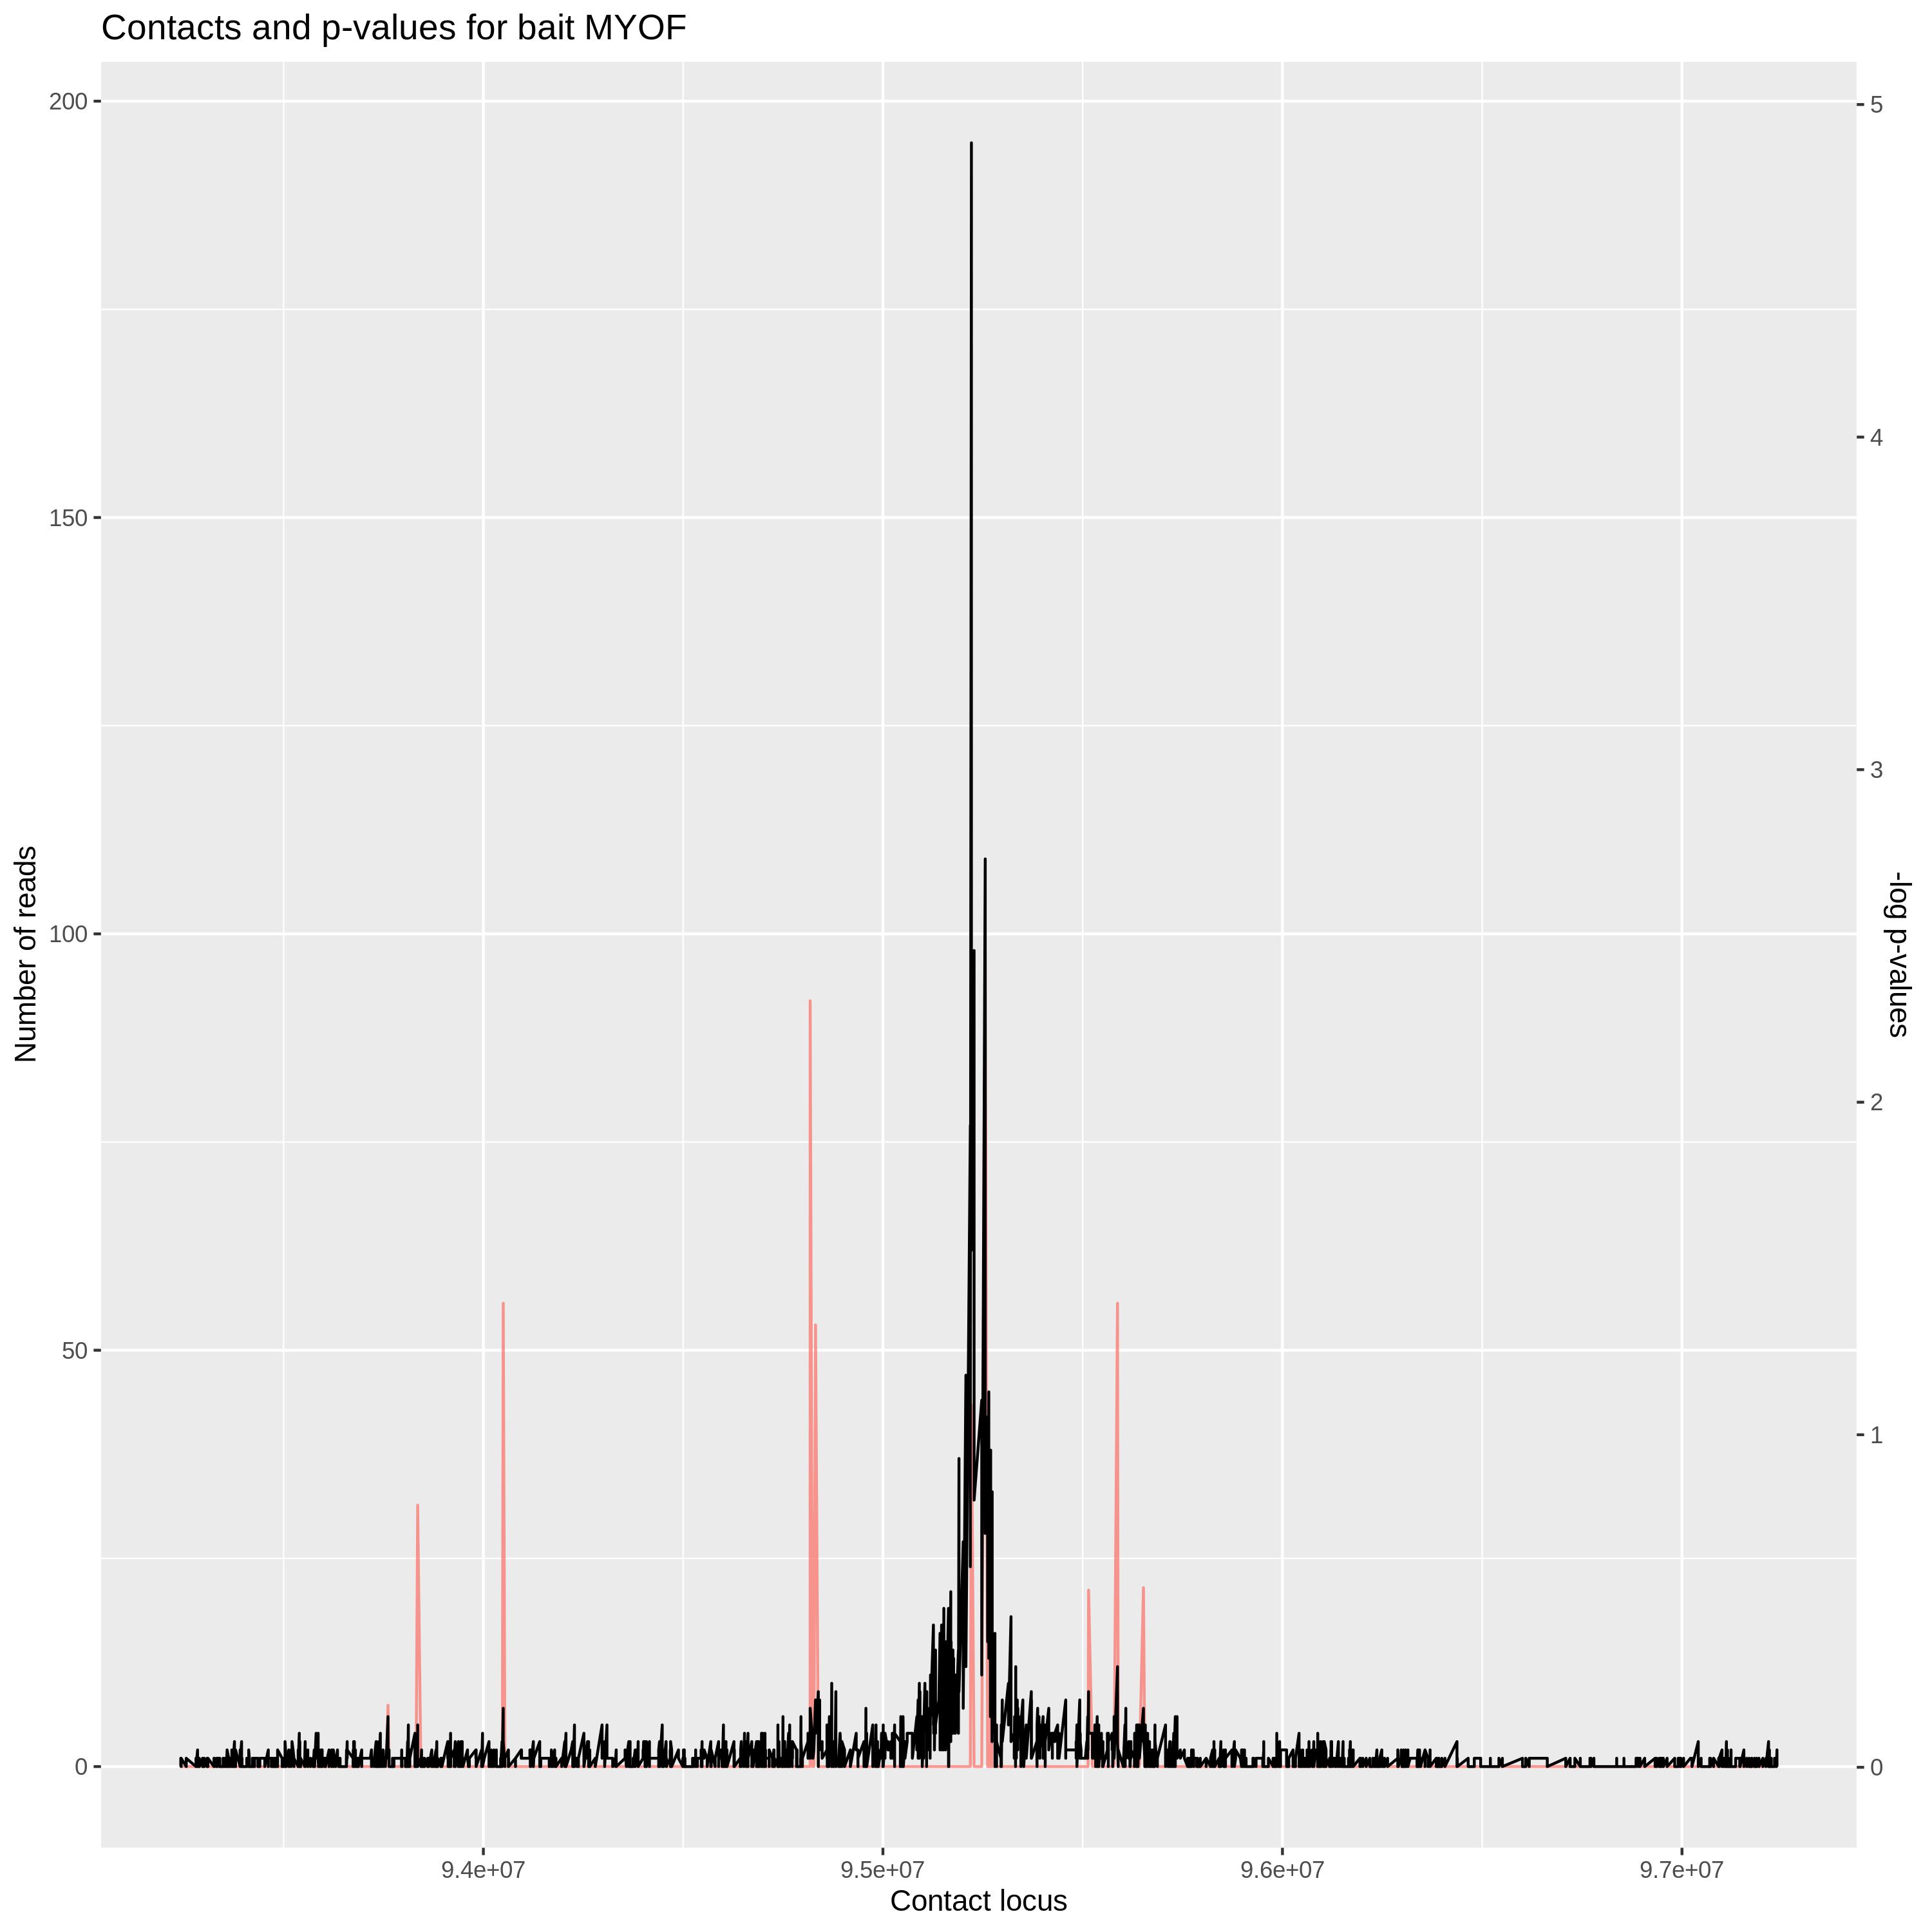 Contacts and p-values for bait MYOF
200
150
100
50
0
Number of reads
5
4
3
2
1
0
-log p-values
9.4e+07
9.5e+07
9.6e+07
9.7e+07
Contact locus